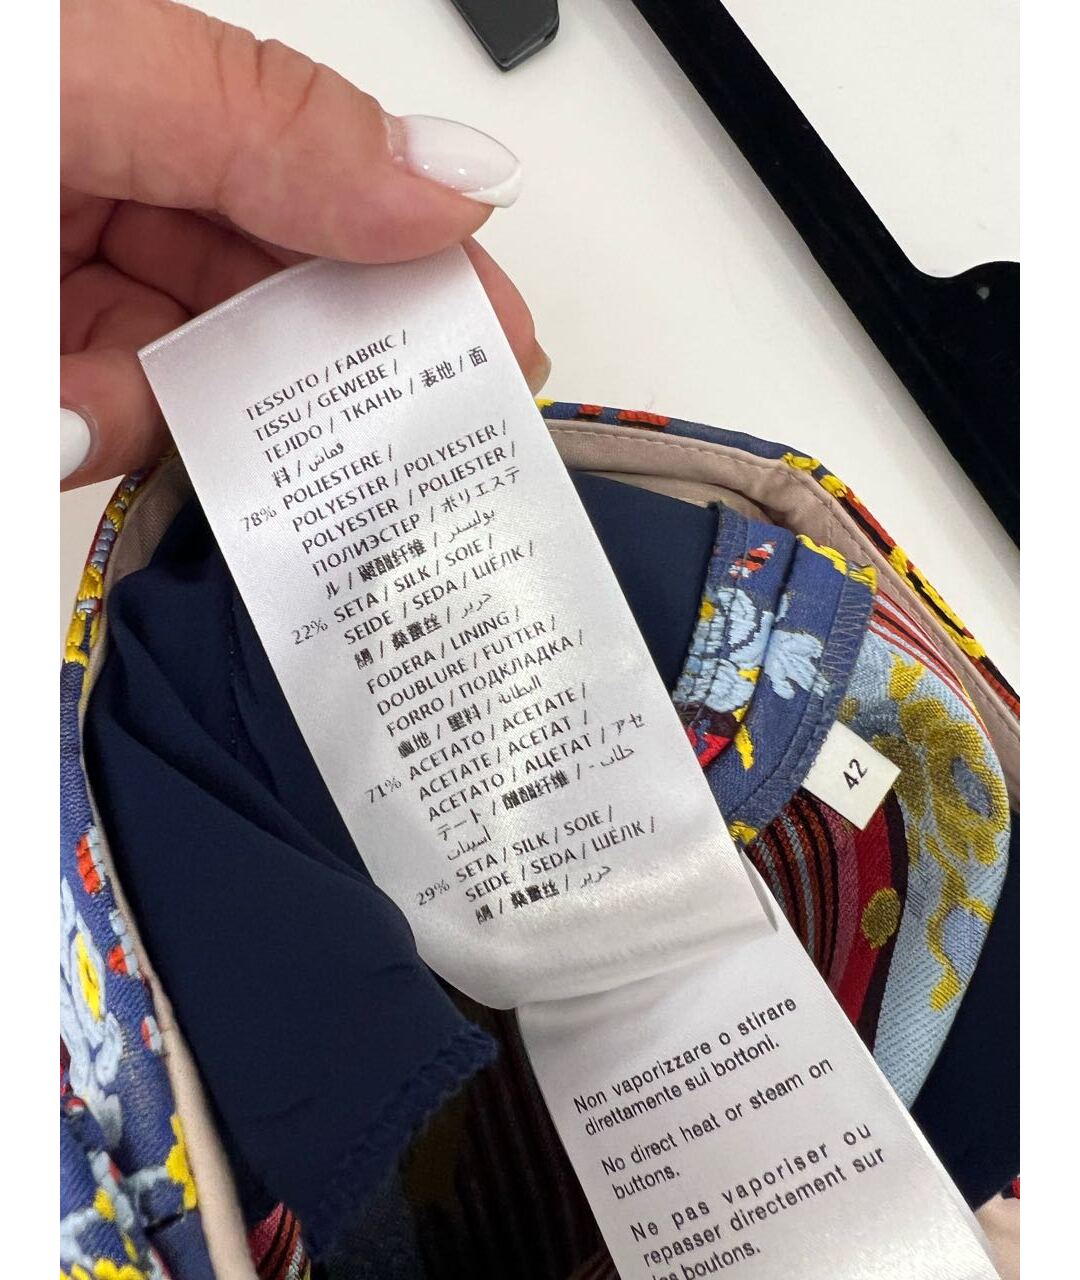 TESSUTO / FABRIC /
TISSU / GEWEBE /
TEJIDO / ТКАНЬ / 表地 / 面
料 / قماش
78% POLIESTERE /
POLYESTER / POLYESTER /
POLYESTER / POLIESTER /
ПОЛИЭСТЕР / ポリエステ
ル / 聚酯纤维 / بوليستر
22% SETA / SILK / SOIE /
SEIDE / SEDA / ШЁЛК /
絹 / 桑蚕丝 / حرير
FODERA / LINING /
DOUBLURE / FUTTER /
FORRO / ПОДКЛАДКА /
裏地 / 里料 / البطانة
71% ACETATO / ACETATE /
ACETATE / ACETAT /
ACETATO / АЦЕТАТ / アセ
テート / 醋酯纤维 / - خلات
أسيتات
29% SETA / SILK / SOIE /
SEIDE / SEDA / ШЁЛК /
絹 / 桑蚕丝 / حرير
Non vaporizzare o stirare
direttamente sui bottoni.
No direct heat or steam on
buttons.
Ne pas vaporiser ou
repasser directement sur
les boutons.
42